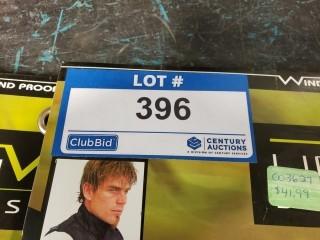 LOT #
396
ClubBid
CENTURY AUCTIONS
A DIVISION OF CENTURY SERVICES
ND PROOF
WIND
003627
$41.99